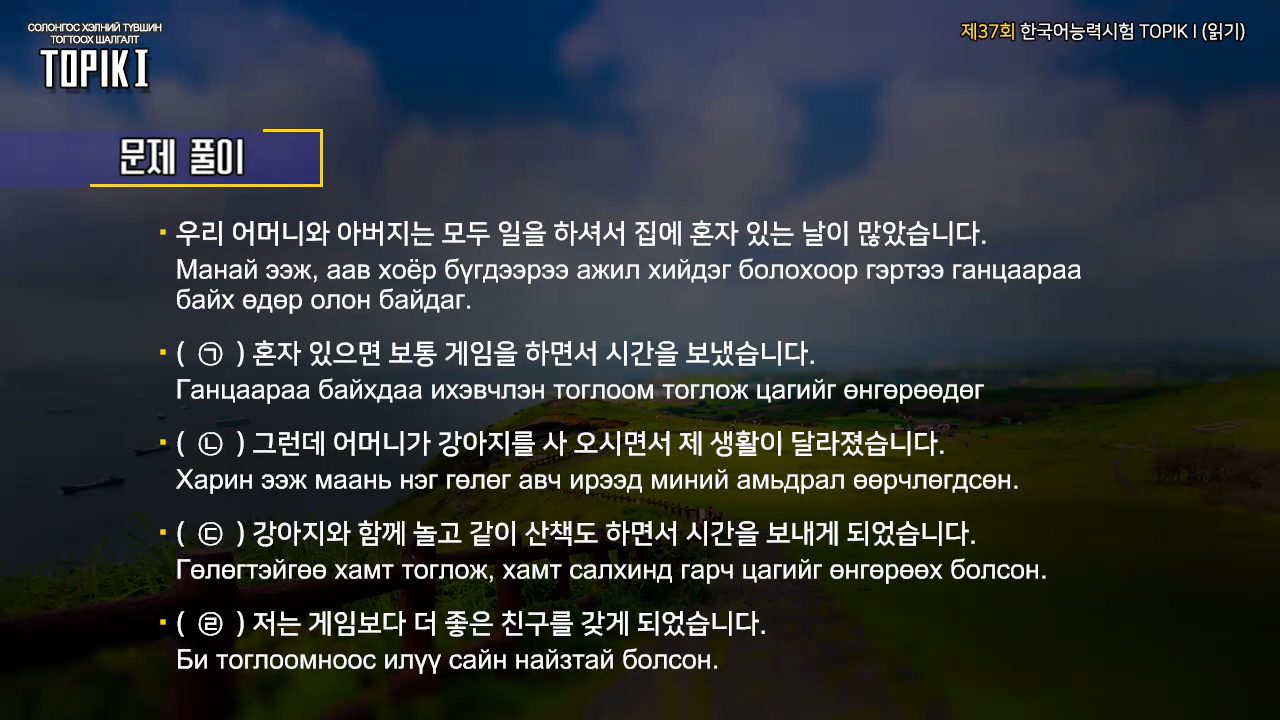 СОЛОНГОС ХЭЛНИЙ ТҮВШИН
ТОГТООХ ШАЛГАЛТ
TOPIK I
제37회 한국어능력시험 TOPIK I (읽기)
문제 풀이
▪ 우리 어머니와 아버지는 모두 일을 하셔서 집에 혼자 있는 날이 많았습니다.
Манай ээж, аав хоёр бүгдээрээ ажил хийдэг болохоор гэртээ ганцаараа
байх өдөр олон байдаг.
▪ ( ㉠ ) 혼자 있으면 보통 게임을 하면서 시간을 보냈습니다.
Ганцаараа байхдаа ихэвчлэн тоглоом тоглож цагийг өнгөрөөдөг
▪ ( ㉡ ) 그런데 어머니가 강아지를 사 오시면서 제 생활이 달라졌습니다.
Харин ээж маань нэг гөлөг авч ирээд миний амьдрал өөрчлөгдсөн.
▪ ( ㉢ ) 강아지와 함께 놀고 같이 산책도 하면서 시간을 보내게 되었습니다.
Гөлөгтэйгөө хамт тоглож, хамт салхинд гарч цагийг өнгөрөөх болсон.
▪ ( ㉣ ) 저는 게임보다 더 좋은 친구를 갖게 되었습니다.
Би тоглоомноос илүү сайн найзтай болсон.